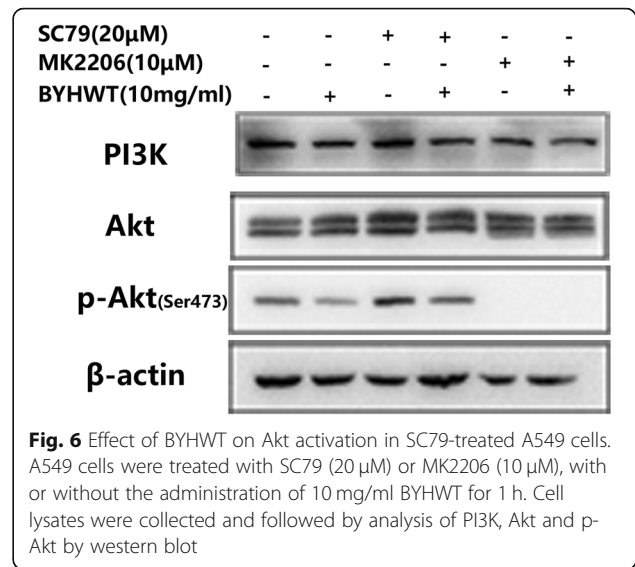 SC79(20μM) - - + + - -
MK2206(10μM) - - - - + +
BYHWT(10mg/ml) - + - + - +
PI3K
Akt
p-Akt(Ser473)
β-actin
Fig. 6 Effect of BYHWT on Akt activation in SC79-treated A549 cells.
A549 cells were treated with SC79 (20 μM) or MK2206 (10 μM), with
or without the administration of 10 mg/ml BYHWT for 1 h. Cell
lysates were collected and followed by analysis of PI3K, Akt and p-
Akt by western blot